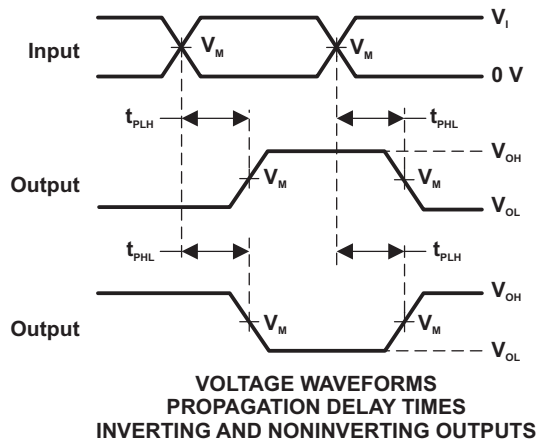 Input
V_M
V_M
V_I
0 V
t_PLH
t_PHL
Output
V_M
V_M
V_OH
V_OL
t_PHL
t_PLH
Output
V_M
V_M
V_OH
V_OL
VOLTAGE WAVEFORMS
PROPAGATION DELAY TIMES
INVERTING AND NONINVERTING OUTPUTS